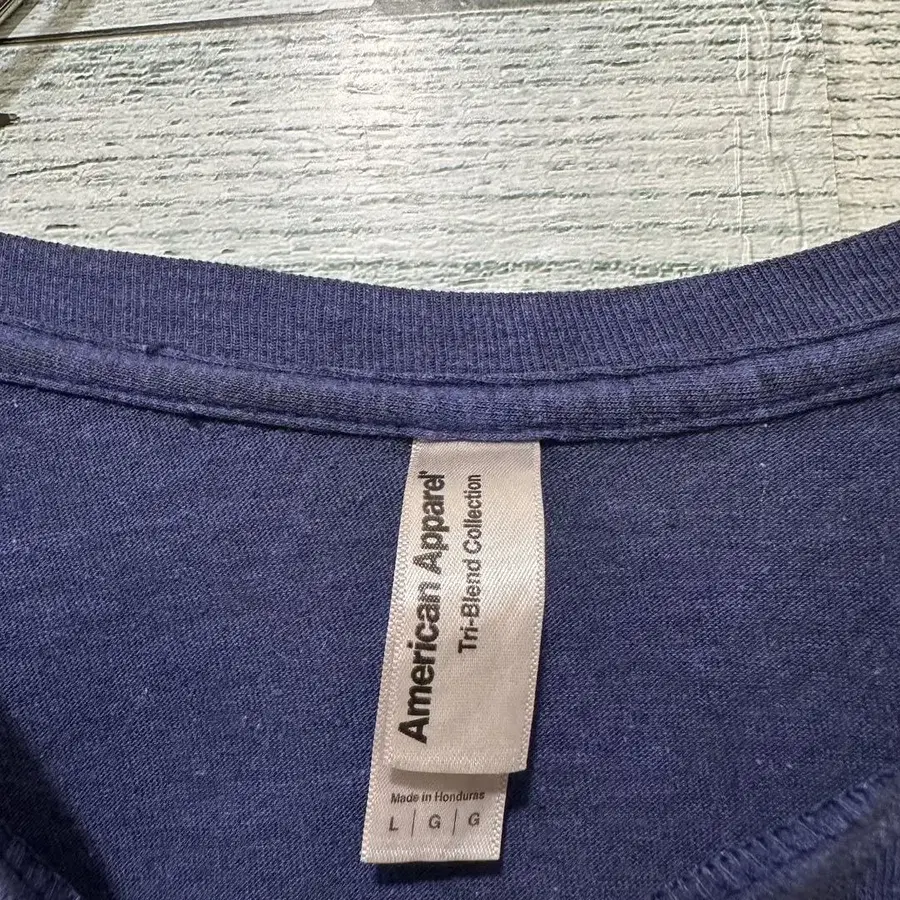 American Apparel®
Tri-Blend Collection
Made in Honduras
L | G | G